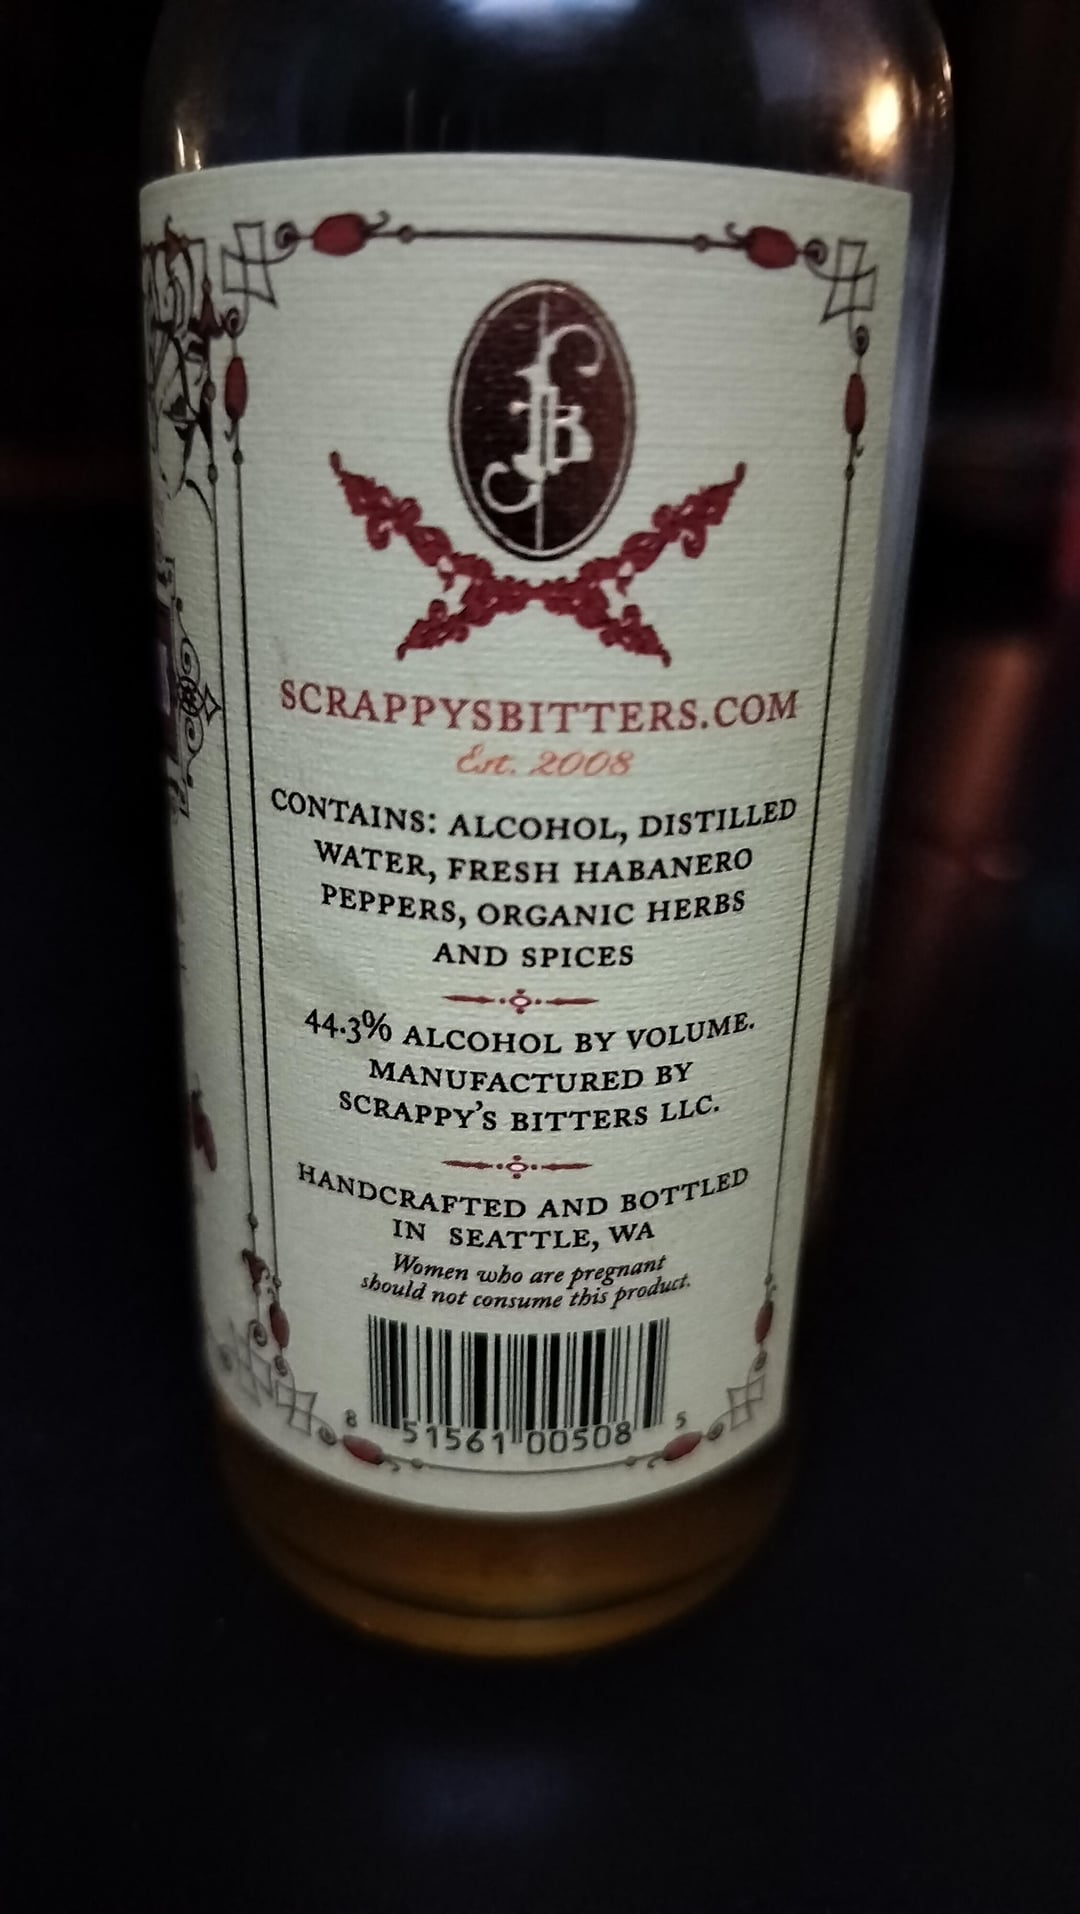 SB
SCRAPPYSBITTERS.COM
Est. 2008
CONTAINS: ALCOHOL, DISTILLED
WATER, FRESH HABANERO
PEPPERS, ORGANIC HERBS
AND SPICES
44.3% ALCOHOL BY VOLUME.
MANUFACTURED BY
SCRAPPY'S BITTERS LLC.
HANDCRAFTED AND BOTTLED
IN SEATTLE, WA
Women who are pregnant
should not consume this product.
8 51561 00508 5